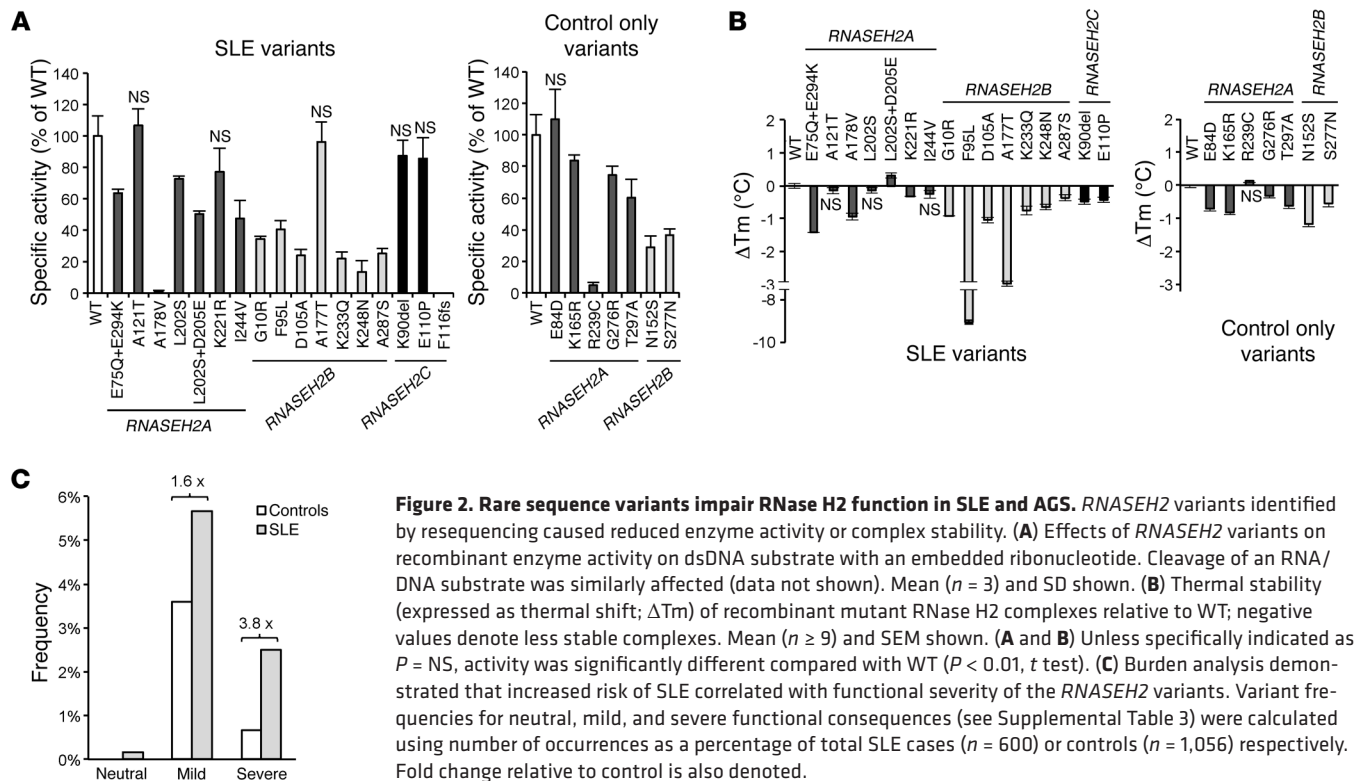 A
SLE variants
Control only
variants
Specific activity (% of WT)
140
120
100
80
60
40
20
0
NS
NS
NS
NS NS
WT
E75Q+E294K
A121T
A178V
L202S
L202S+D205E
K221R
I244V
G10R
F95L
D105A
A177T
K233Q
K248N
A287S
K90del
E110P
F116fs
RNASEH2A
RNASEH2B
RNASEH2C
Specific activity (% of WT)
140
120
100
80
60
40
20
0
NS
WT
E84D
K165R
R239C
G276R
T297A
N152S
S277N
RNASEH2A
RNASEH2B
B
RNASEH2A
RNASEH2B
RNASEH2C
WT
E75Q+E294K
A121T
A178V
L202S
L202S+D205E
K221R
I244V
G10R
F95L
D105A
A177T
K233Q
K248N
A287S
K90del
E110P
ΔTm (°C)
2
1
0
-1
-2
-3
-8
-10
NS
NS
NS
SLE variants
RNASEH2A
RNASEH2B
WT
E84D
K165R
R239C
G276R
T297A
N152S
S277N
ΔTm (°C)
2
1
0
-1
-2
-3
NS
Control only
variants
C
Frequency
6%
5%
4%
3%
2%
1%
0%
1.6 x
3.8 x
Controls
SLE
Neutral Mild Severe
Figure 2. Rare sequence variants impair RNase H2 function in SLE and AGS. RNASEH2 variants identified
by resequencing caused reduced enzyme activity or complex stability. (A) Effects of RNASEH2 variants on
recombinant enzyme activity on dsDNA substrate with an embedded ribonucleotide. Cleavage of an RNA/
DNA substrate was similarly affected (data not shown). Mean (n = 3) and SD shown. (B) Thermal stability
(expressed as thermal shift; ΔTm) of recombinant mutant RNase H2 complexes relative to WT; negative
values denote less stable complexes. Mean (n ≥ 9) and SEM shown. (A and B) Unless specifically indicated as
P = NS, activity was significantly different compared with WT (P < 0.01, t test). (C) Burden analysis demon-
strated that increased risk of SLE correlated with functional severity of the RNASEH2 variants. Variant fre-
quencies for neutral, mild, and severe functional consequences (see Supplemental Table 3) were calculated
using number of occurrences as a percentage of total SLE cases (n = 600) or controls (n = 1,056) respectively.
Fold change relative to control is also denoted.